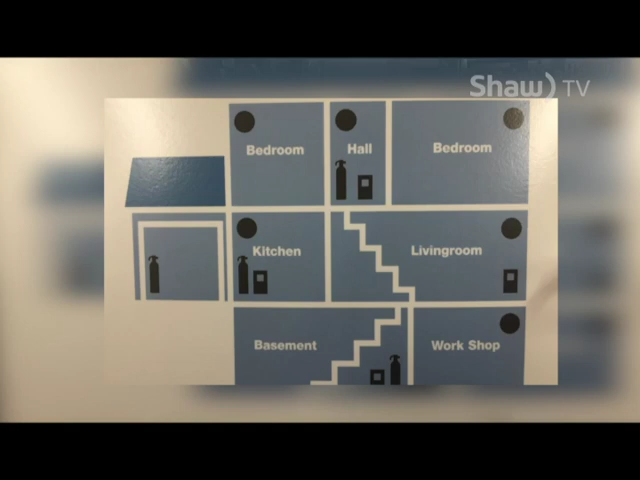 Shaw) TV
Bedroom
Hall
Bedroom
Kitchen
Livingroom
Basement
Work Shop